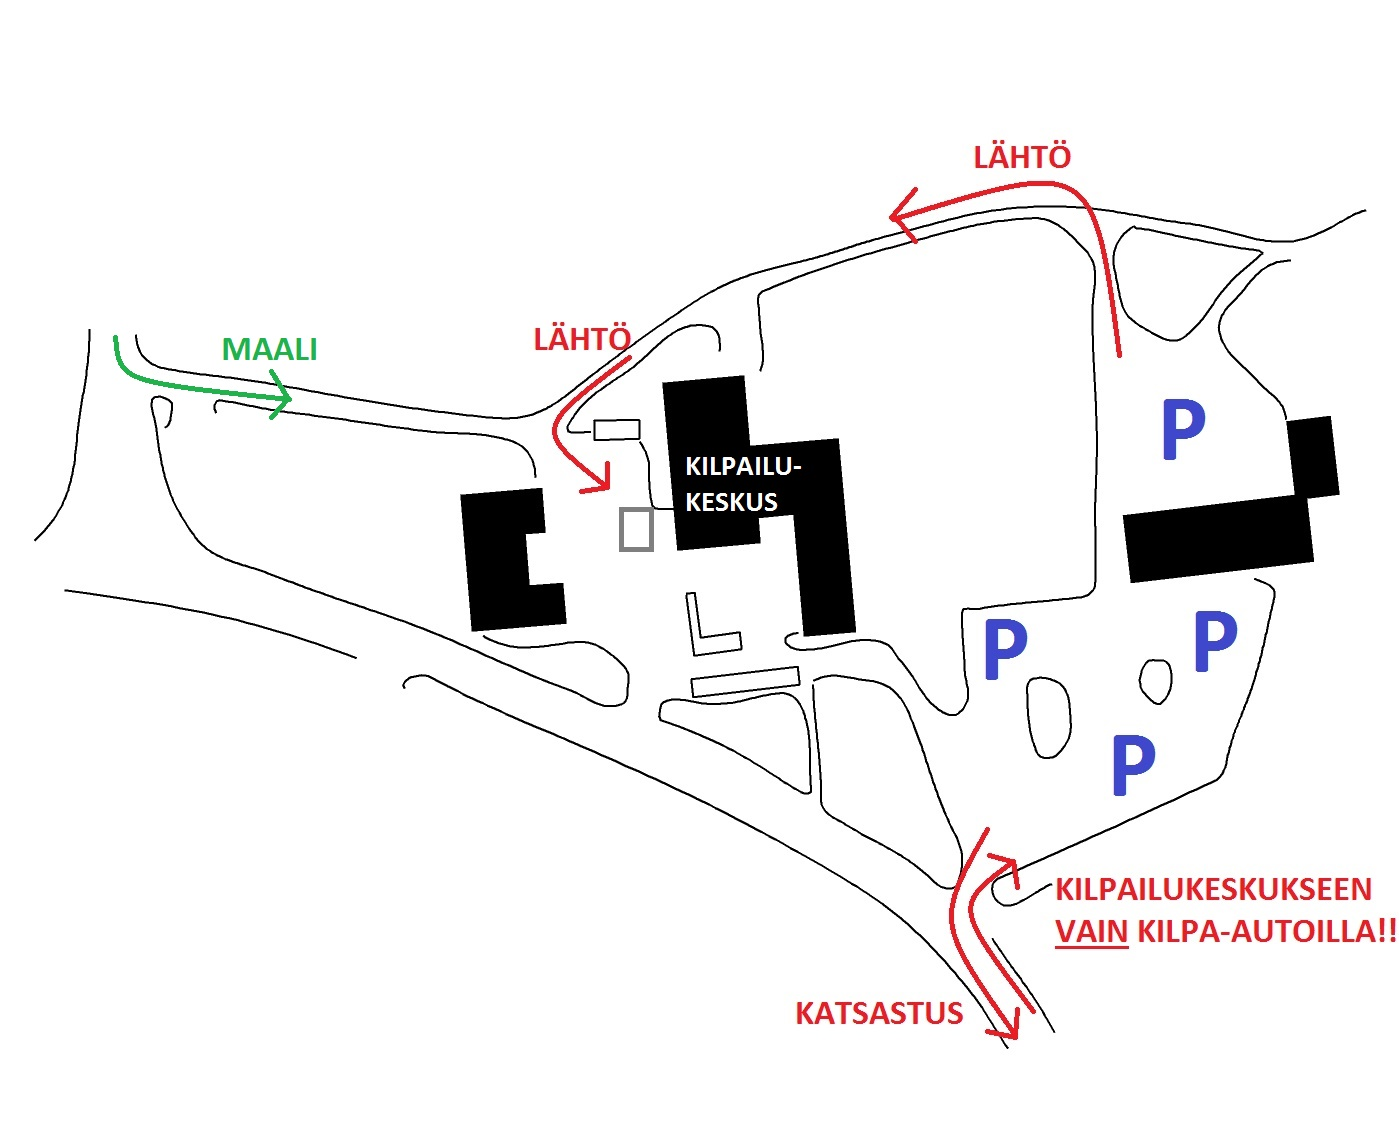 LÄHTÖ
LÄHTÖ
MAALI
P
KILPAILU-
KESKUS
P
P
P
KILPAILUKESKUKSEEN
VAIN KILPA-AUTOILLA!!
KATSASTUS